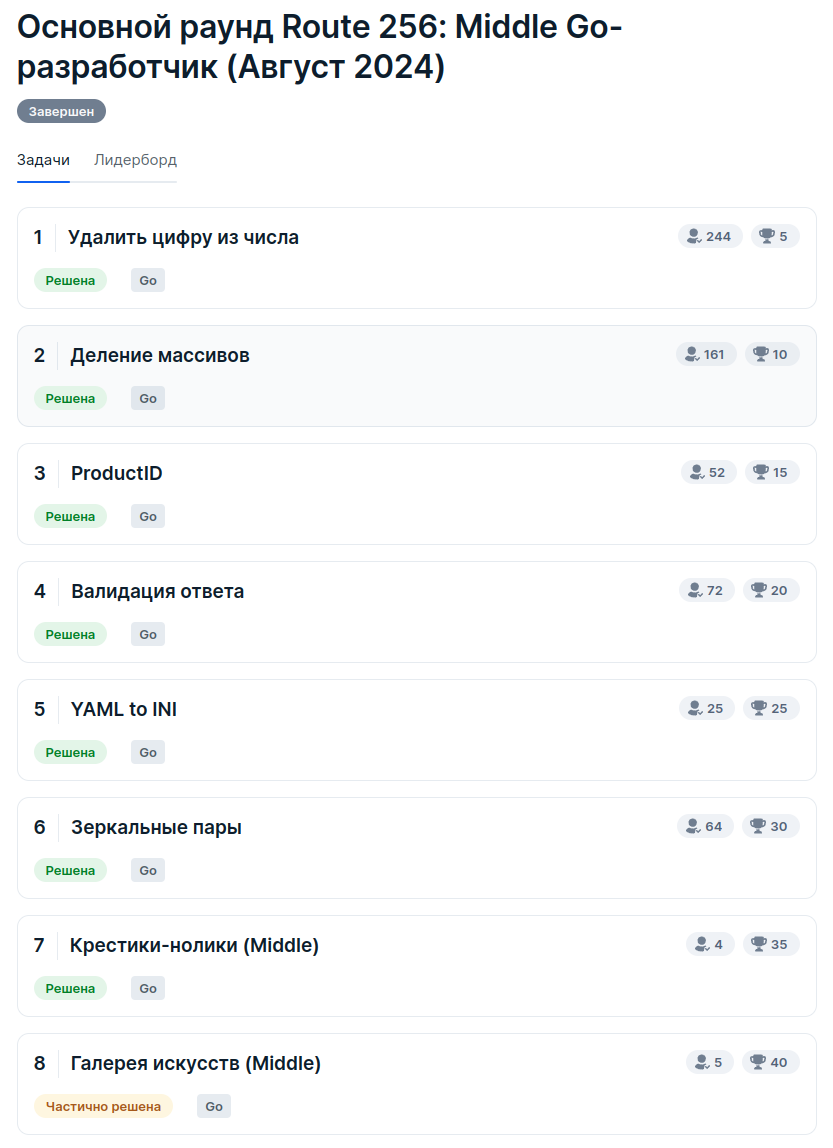 Основной раунд Route 256: Middle Go-
разработчик (Август 2024)
Завершен
Задачи Лидерборд
1 Удалить цифру из числа 244 5
Решена Go
2 Деление массивов 161 10
Решена Go
3 ProductID 52 15
Решена Go
4 Валидация ответа 72 20
Решена Go
5 YAML to INI 25 25
Решена Go
6 Зеркальные пары 64 30
Решена Go
7 Крестики-нолики (Middle) 4 35
Решена Go
8 Галерея искусств (Middle) 5 40
Частично решена Go